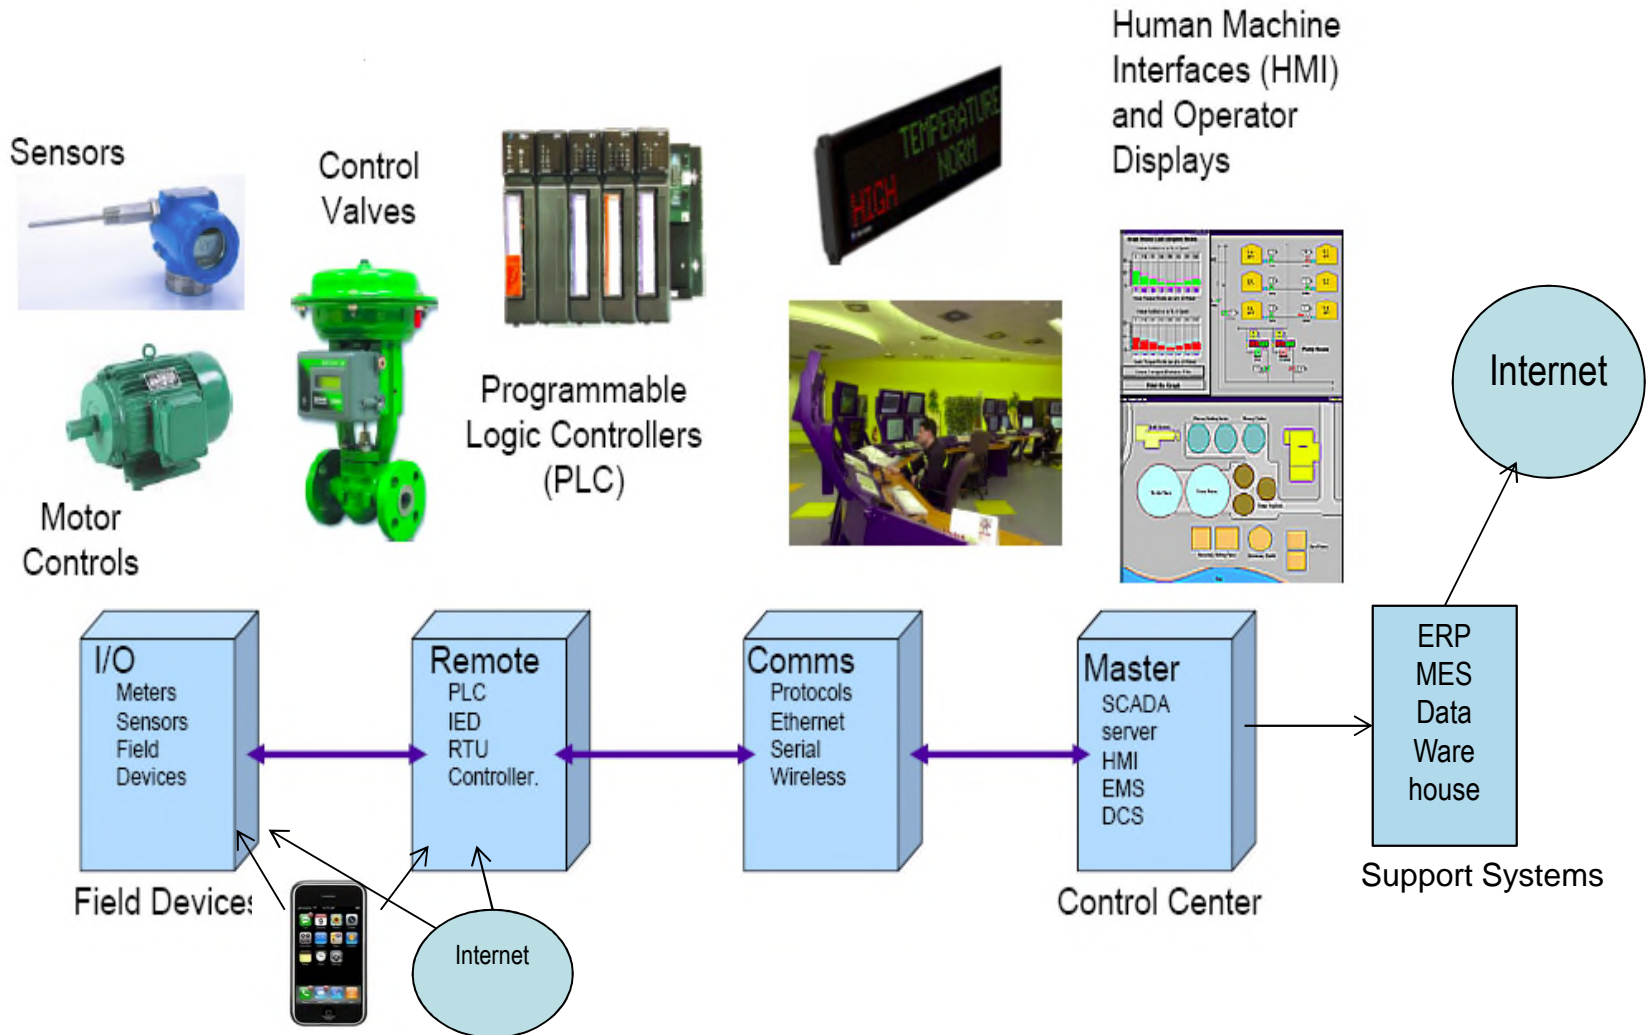 Human Machine
Interfaces (HMI)
and Operator
Displays
Sensors
Control
Valves
TEMPERATURE
NORM
HIGH
Programmable
Logic Controllers
(PLC)
Motor
Controls
Internet
I/O
Meters
Sensors
Field
Devices
Remote
PLC
IED
RTU
Controller.
Comms
Protocols
Ethernet
Serial
Wireless
Master
SCADA
server
HMI
EMS
DCS
ERP
MES
Data
Ware
house
Field Devices
Control Center
Support Systems
Internet